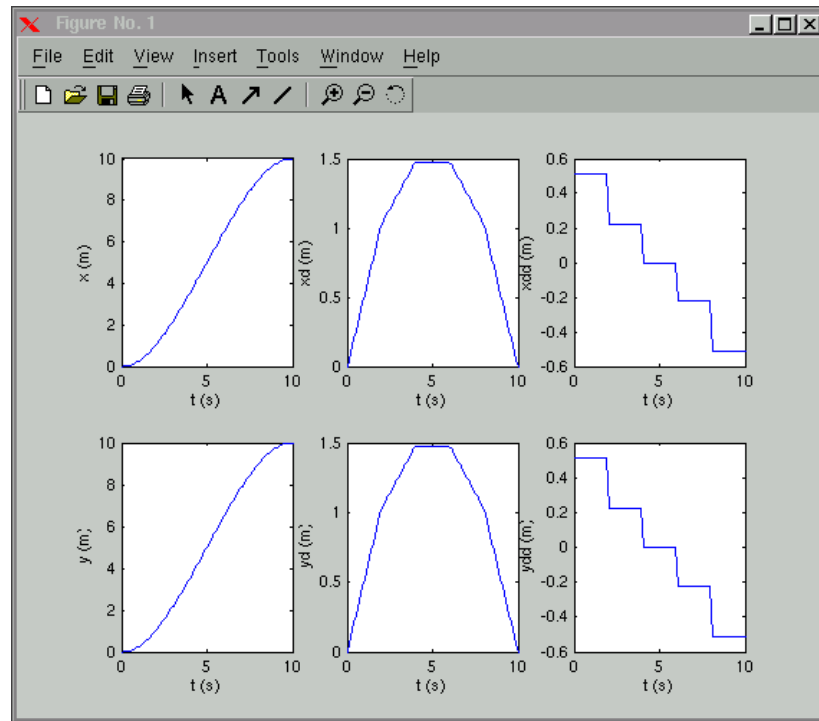 Figure No. 1
File Edit View Insert Tools Window Help
A
10
8
6
4
2
0
x (m)
0 5 10
t (s)
1.5
1
0.5
0
xd (m)
0 5 10
t (s)
0.6
0.4
0.2
0
-0.2
-0.4
-0.6
xdd (m)
0 5 10
t (s)
10
8
6
4
2
0
y (m)
0 5 10
t (s)
1.5
1
0.5
0
yd (m)
0 5 10
t (s)
0.6
0.4
0.2
0
-0.2
-0.4
-0.6
ydd (m)
0 5 10
t (s)